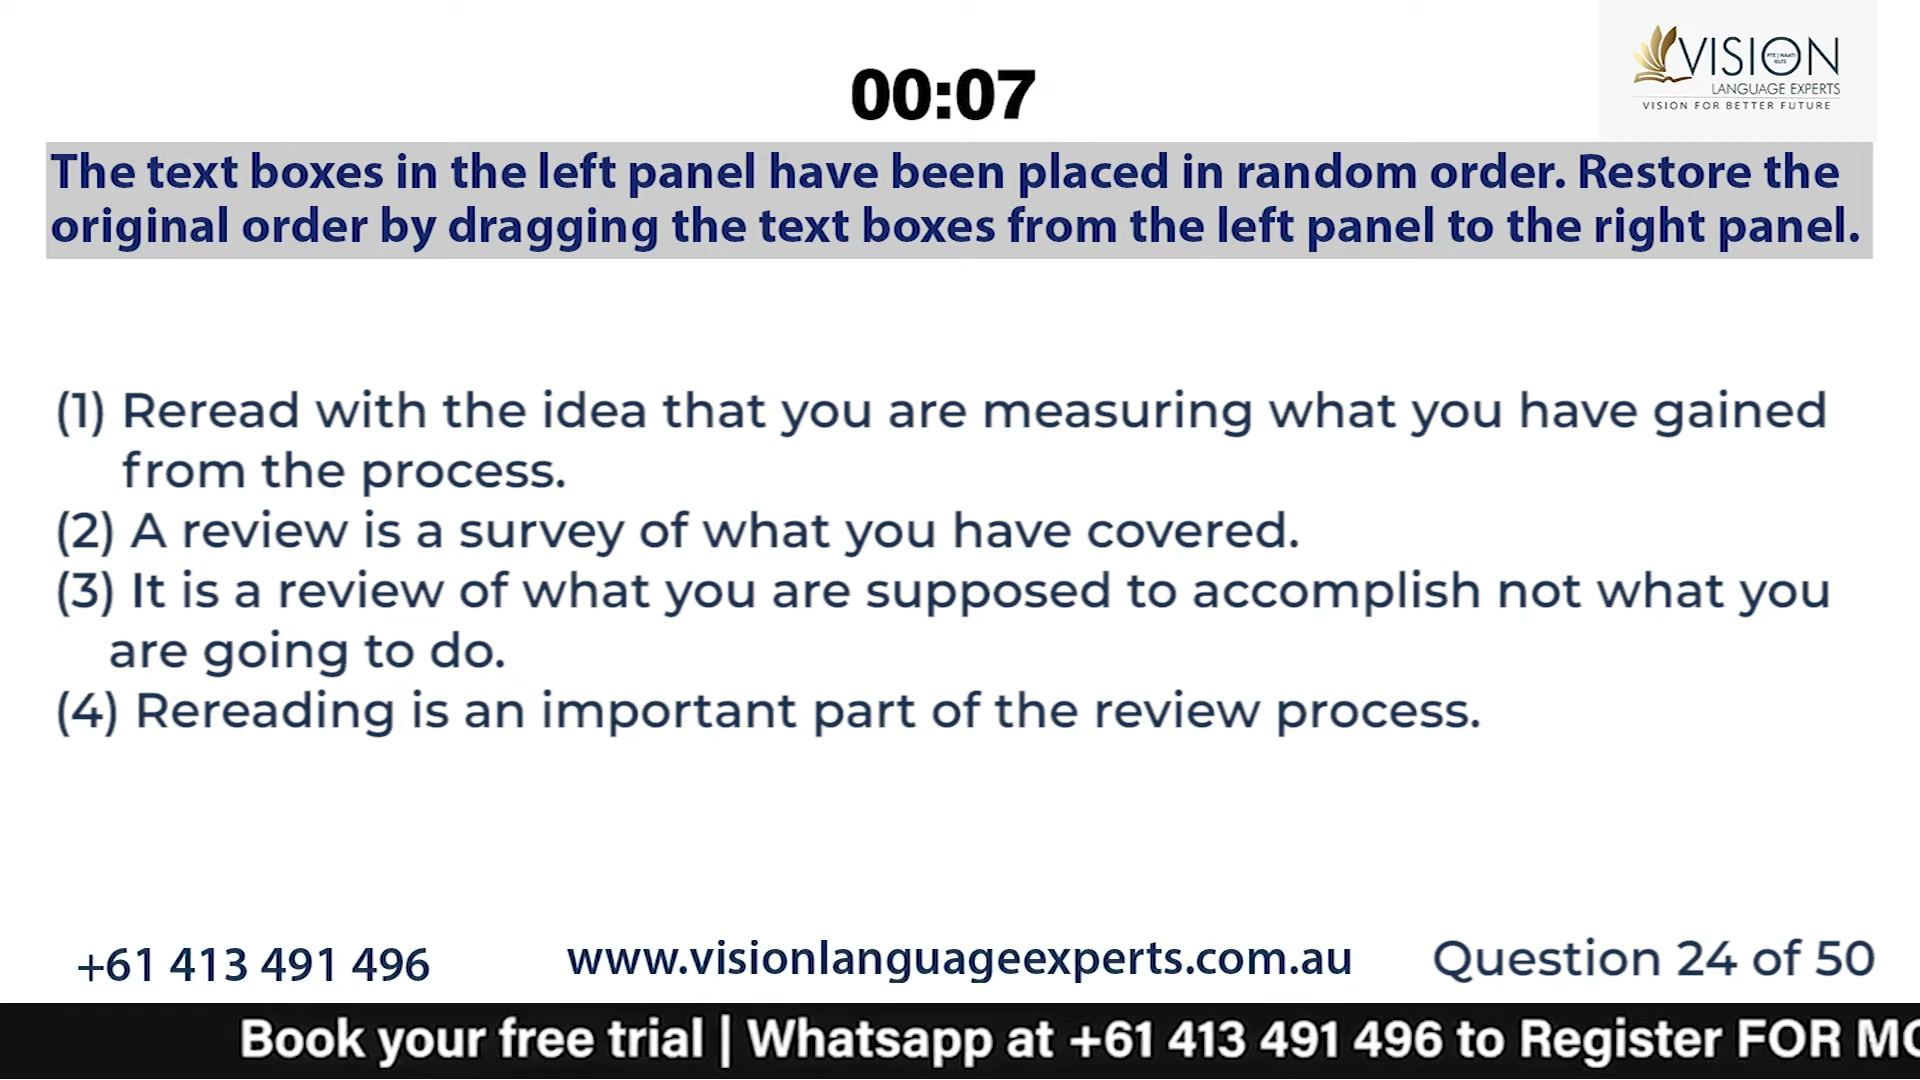 VISION
LANGUAGE EXPERTS
VISION FOR BETTER FUTURE
00:07
The text boxes in the left panel have been placed in random order. Restore the
original order by dragging the text boxes from the left panel to the right panel.
(1) Reread with the idea that you are measuring what you have gained
from the process.
(2) A review is a survey of what you have covered.
(3) It is a review of what you are supposed to accomplish not what you
are going to do.
(4) Rereading is an important part of the review process.
+61 413 491 496
www.visionlanguageexperts.com.au
Question 24 of 50
Book your free trial | Whatsapp at +61 413 491 496 to Register FOR